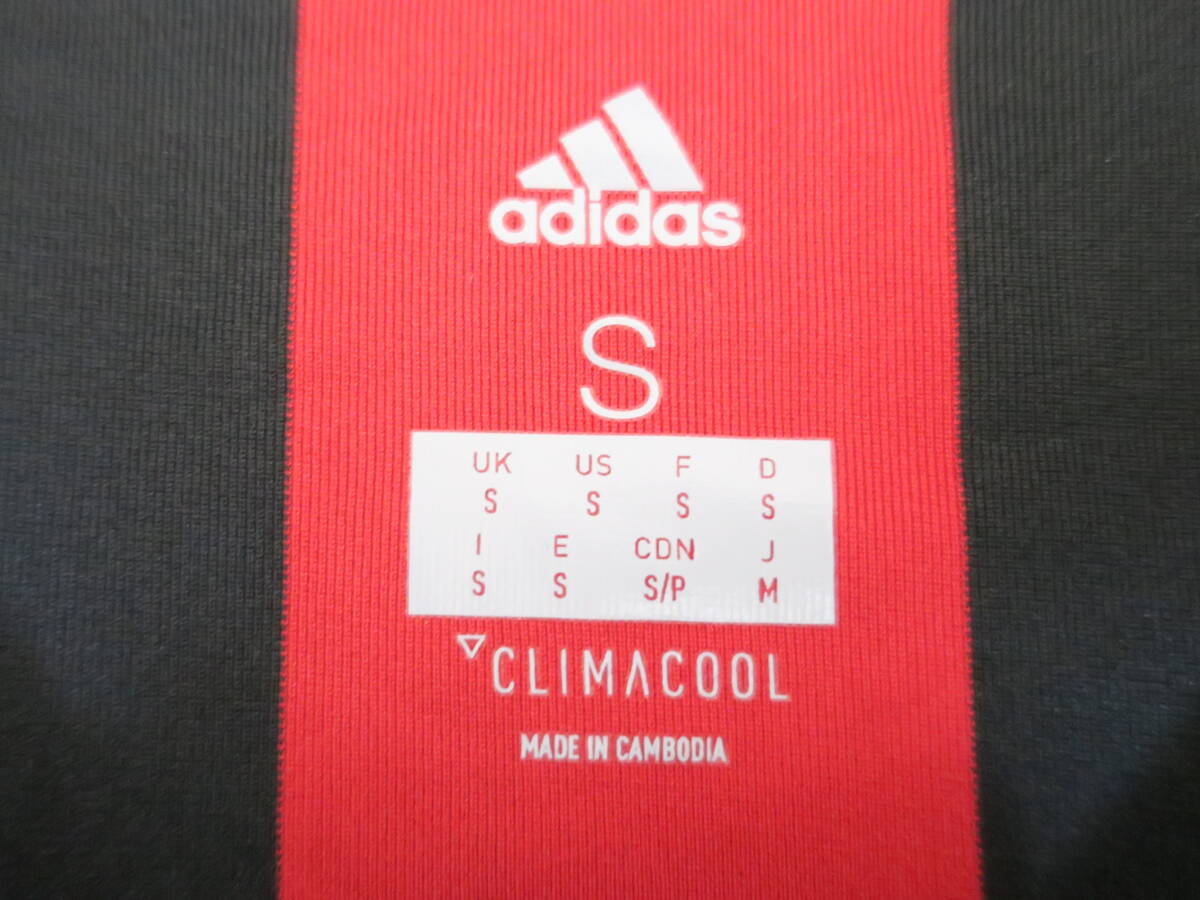 adidas
S
UK US F D
S S S S
I E CDN J
S S S/P M
CLIMACOOL
MADE IN CAMBODIA